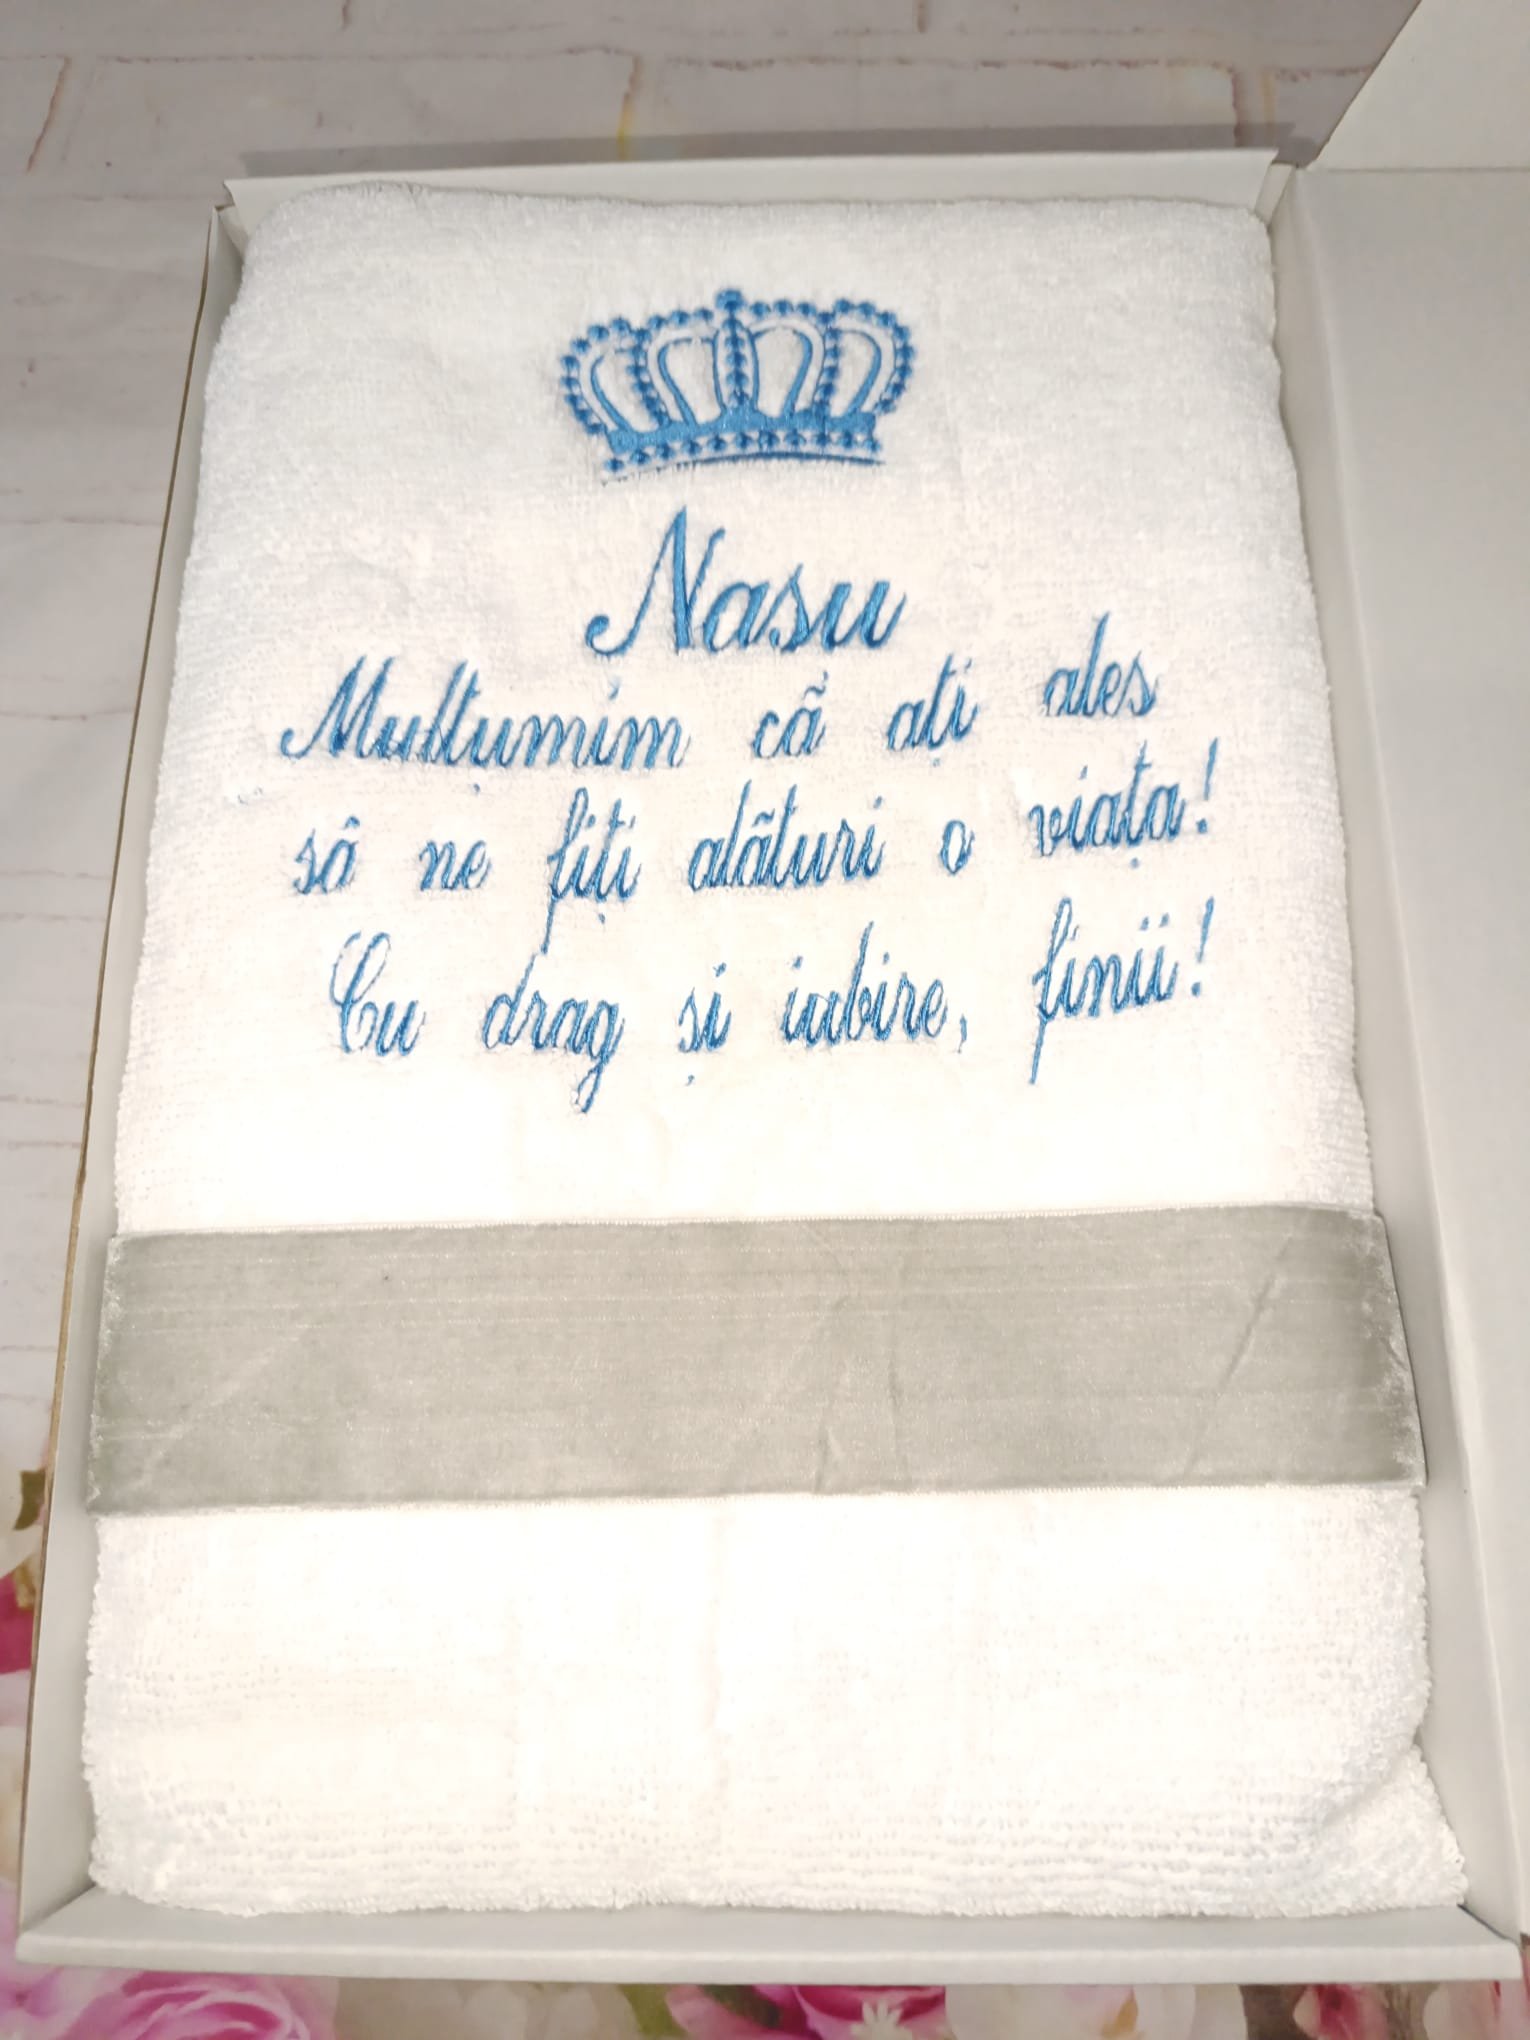 Nasu
Mulțumim că ați ales
să ne fiți alături o viața!
Cu drag și iubire, finii!